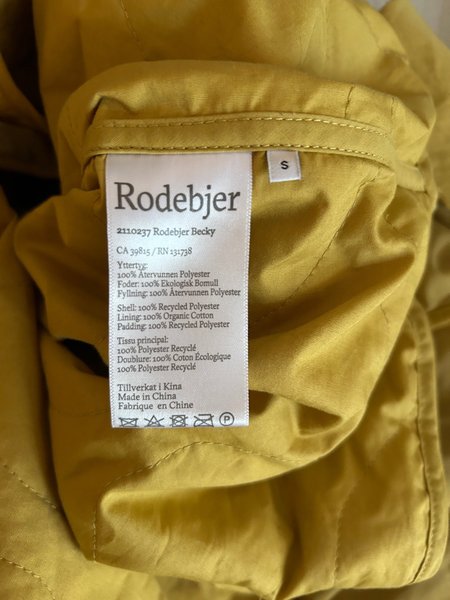 Rodebjer
S
2110237 Rodebjer Becky
CA 39815 / RN 131738
Yttertyg:
100% Återvunnen Polyester
Foder: 100% Ekologisk Bomull
Fyllning: 100% Återvunnen Polyester
Shell: 100% Recycled Polyester
Lining: 100% Organic Cotton
Padding: 100% Recycled Polyester
Tissu principal:
100% Polyester Recyclé
Doublure: 100% Coton Écologique
100% Polyester Recyclé
Tillverkat i Kina
Made in China
Fabriqué en Chine
P